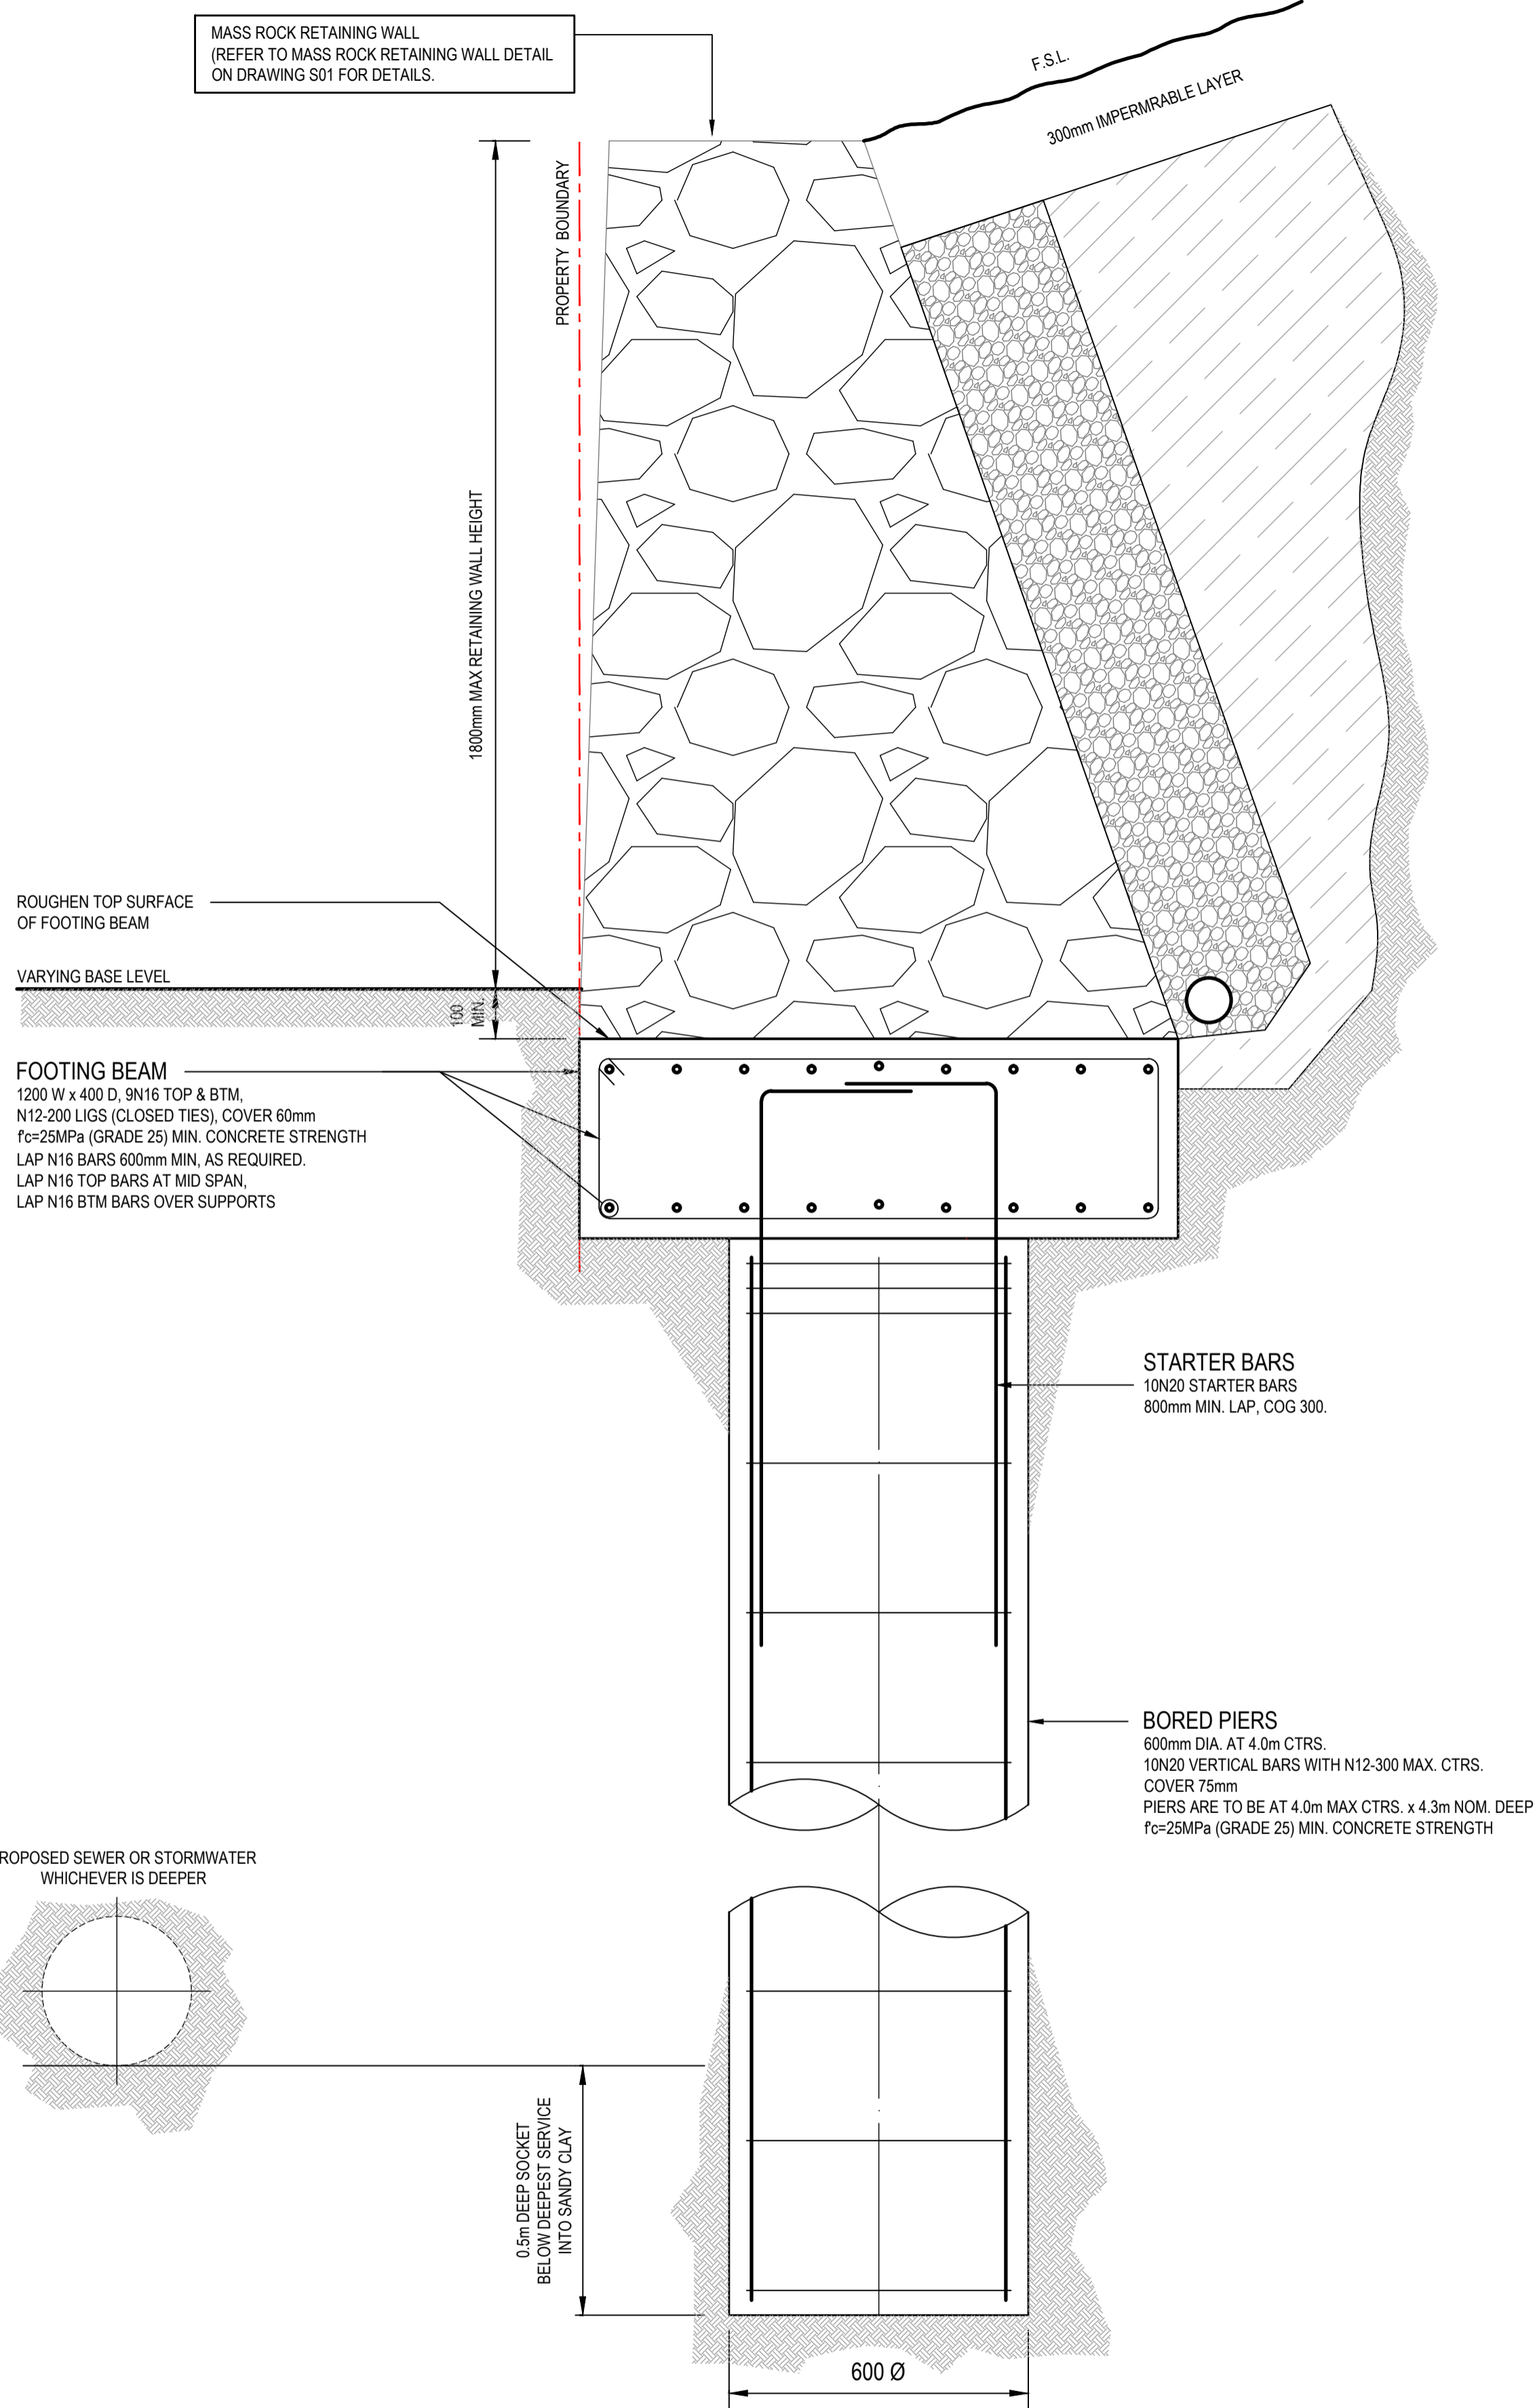 MASS ROCK RETAINING WALL
(REFER TO MASS ROCK RETAINING WALL DETAIL
ON DRAWING S01 FOR DETAILS.
F.S.L.
300mm IMPERMRABLE LAYER
PROPERTY BOUNDARY
1800mm MAX RETAINING WALL HEIGHT
ROUGHEN TOP SURFACE
OF FOOTING BEAM
VARYING BASE LEVEL
100
MIN.
FOOTING BEAM
1200 W x 400 D, 9N16 TOP & BTM,
N12-200 LIGS (CLOSED TIES), COVER 60mm
f'c=25MPa (GRADE 25) MIN. CONCRETE STRENGTH
LAP N16 BARS 600mm MIN, AS REQUIRED.
LAP N16 TOP BARS AT MID SPAN,
LAP N16 BTM BARS OVER SUPPORTS
STARTER BARS
10N20 STARTER BARS
800mm MIN. LAP, COG 300.
BORED PIERS
600mm DIA. AT 4.0m CTRS.
10N20 VERTICAL BARS WITH N12-300 MAX. CTRS.
COVER 75mm
PIERS ARE TO BE AT 4.0m MAX CTRS. x 4.3m NOM. DEEP
f'c=25MPa (GRADE 25) MIN. CONCRETE STRENGTH
ROPOSED SEWER OR STORMWATER
WHICHEVER IS DEEPER
0.5m DEEP SOCKET
BELOW DEEPEST SERVICE
INTO SANDY CLAY
600 Ø